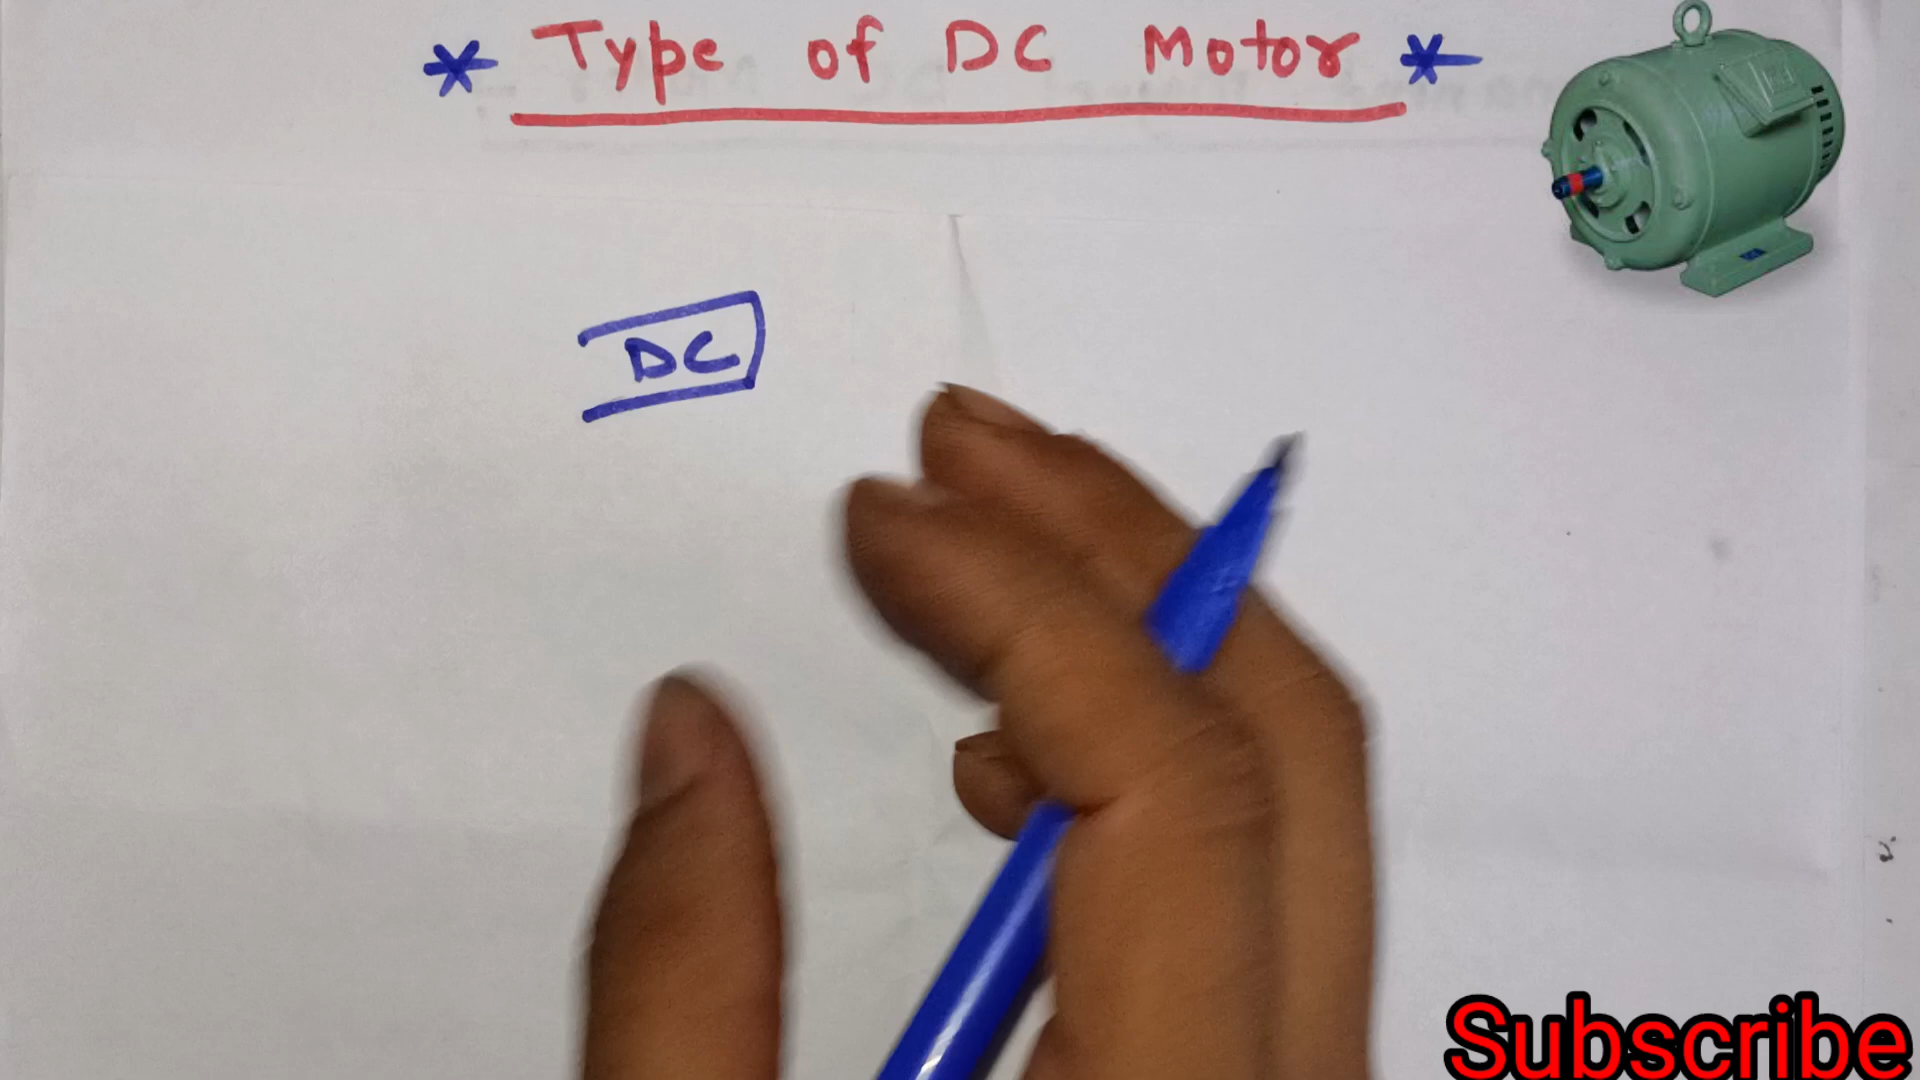 * Type of DC Motor *
DC
Subscribe